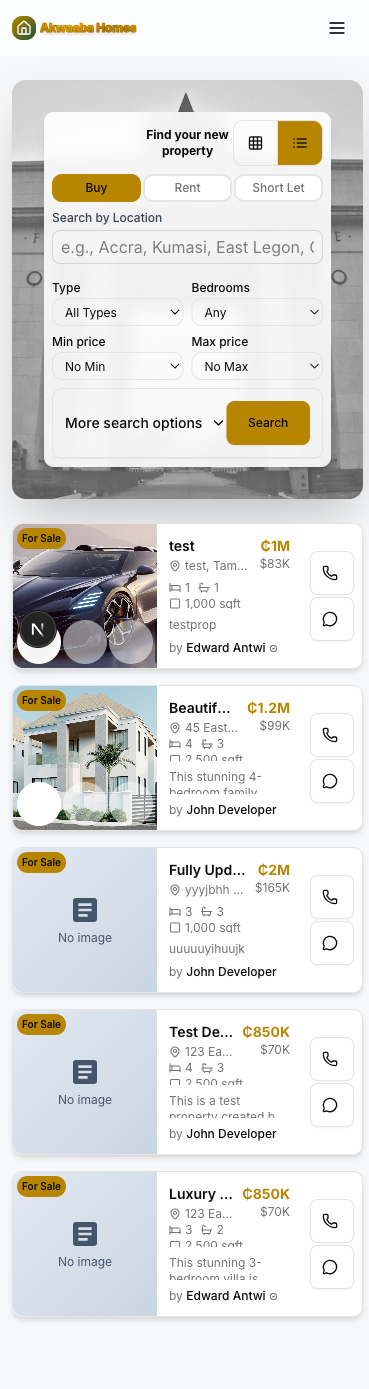 Akwaaba Homes
Find your new
property
Buy
Rent
Short Let
Search by Location
e.g., Accra, Kumasi, East Legon, C
Type
Bedrooms
All Types
Any
Min price
Max price
No Min
No Max
More search options
Search
For Sale
test
₵1M
test, Tam...
$83K
1 1
1,000 sqft
testprop
by Edward Antwi
N
For Sale
Beautif...
₵1.2M
45 East...
$99K
4 3
2,500 sqft
This stunning 4-
bedroom family
by John Developer
For Sale
No image
Fully Upd...
₵2M
yyyjbhh ...
$165K
3 3
1,000 sqft
uuuuuyihuujk
by John Developer
For Sale
No image
Test De...
₵850K
123 Ea...
$70K
4 3
2,500 sqft
This is a test
property created b
by John Developer
For Sale
No image
Luxury ...
₵850K
123 Ea...
$70K
3 2
2,500 sqft
This stunning 3-
bedroom villa is
by Edward Antwi